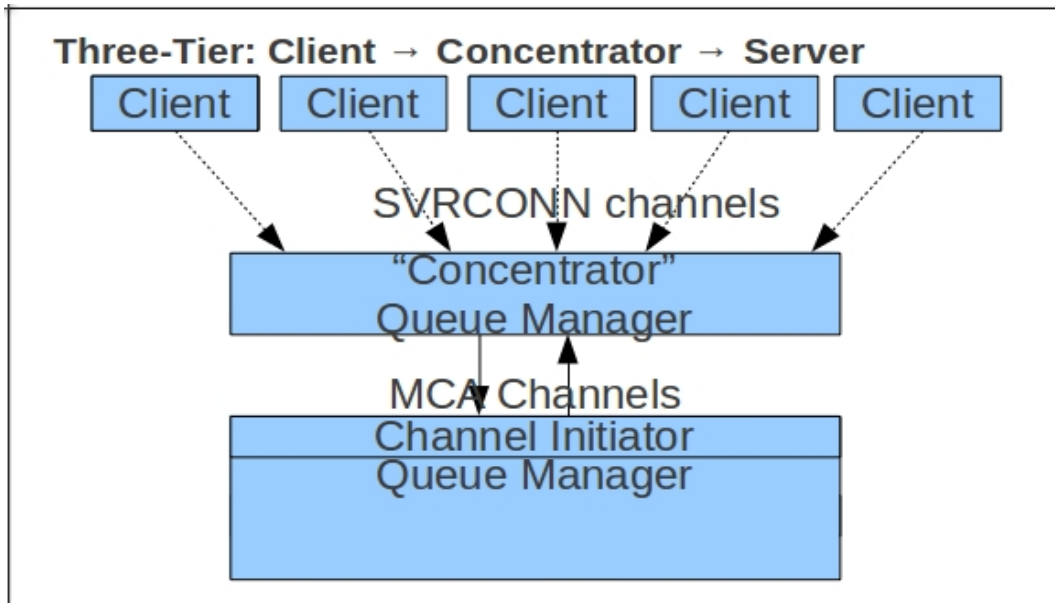 Three-Tier: Client → Concentrator → Server
Client Client Client Client Client
SVRCONN channels
“Concentrator”
Queue Manager
MCA Channels
Channel Initiator
Queue Manager